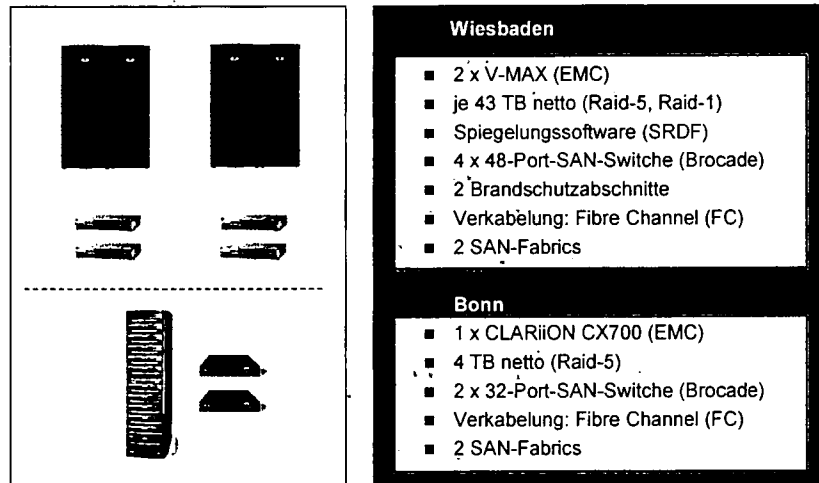 Wiesbaden
■ 2 x V-MAX (EMC)
■ je 43 TB netto (Raid-5, Raid-1)
■ Spiegelungssoftware (SRDF)
■ 4 x 48-Port-SAN-Switche (Brocade)
■ 2 Brandschutzabschnitte
■ Verkabelung: Fibre Channel (FC)
■ 2 SAN-Fabrics
Bonn
■ 1 x CLARiiON CX700 (EMC)
■ 4 TB netto (Raid-5)
■ 2 x 32-Port-SAN-Switche (Brocade)
■ Verkabelung: Fibre Channel (FC)
■ 2 SAN-Fabrics